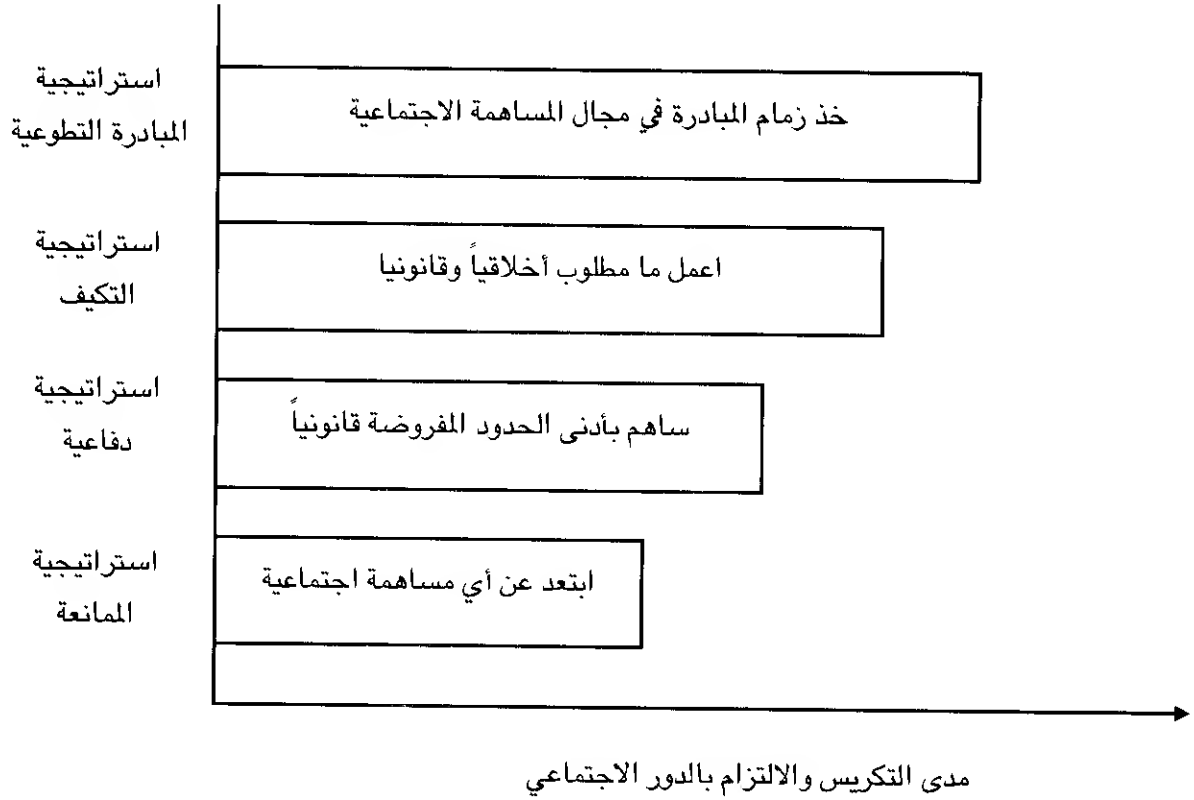 استراتيجية
المبادرة التطوعية
خذ زمام المبادرة في مجال المساهمة الاجتماعية
استراتيجية
التكيف
اعمل ما مطلوب أخلاقياً وقانونيا
استراتيجية
دفاعية
ساهم بأدنى الحدود المفروضة قانونياً
استراتيجية
الممانعة
ابتعد عن أي مساهمة اجتماعية
مدى التكريس والالتزام بالدور الاجتماعي